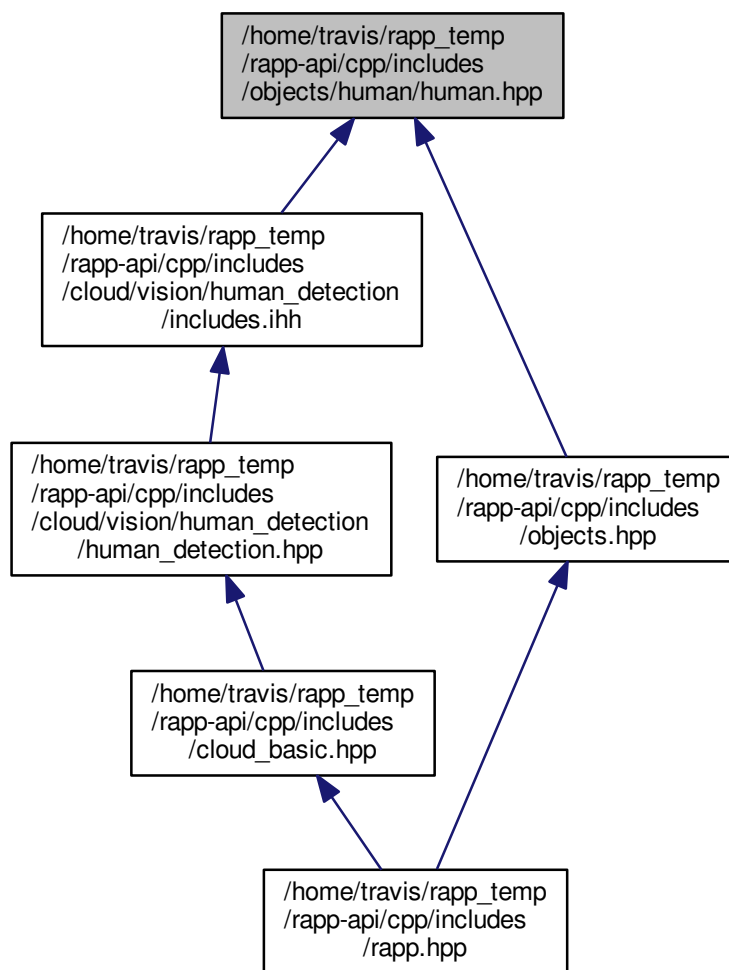 /home/travis/rapp_temp
/rapp-api/cpp/includes
/objects/human/human.hpp
/home/travis/rapp_temp
/rapp-api/cpp/includes
/cloud/vision/human_detection
/includes.ihh
/home/travis/rapp_temp
/rapp-api/cpp/includes
/cloud/vision/human_detection
/human_detection.hpp
/home/travis/rapp_temp
/rapp-api/cpp/includes
/objects.hpp
/home/travis/rapp_temp
/rapp-api/cpp/includes
/cloud_basic.hpp
/home/travis/rapp_temp
/rapp-api/cpp/includes
/rapp.hpp